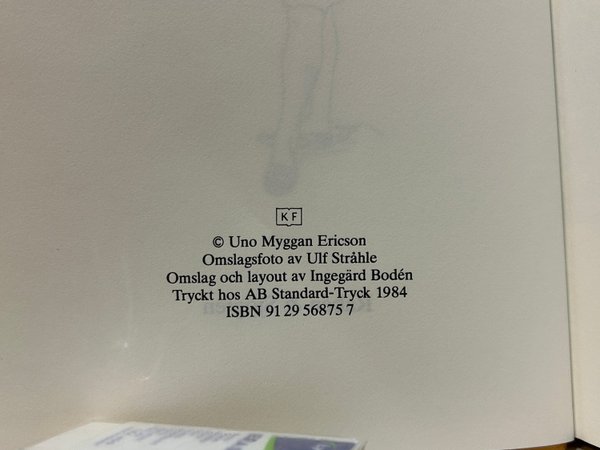 KF
© Uno Myggan Ericson
Omslagsfoto av Ulf Stråhle
Omslag och layout av Ingegärd Bodén
Tryckt hos AB Standard-Tryck 1984
ISBN 91 29 56875 7